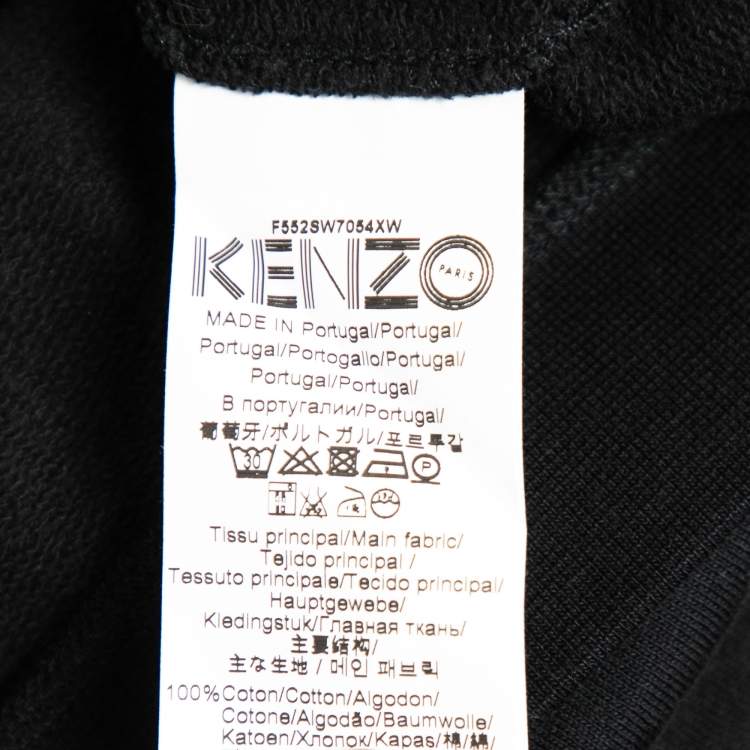 F552SW7054XW
KENZO
PARIS
MADE IN Portugal/Portugal/
Portugal/Portogallo/Portugal/
Portugal/Portugal/
В португалии/Portugal/
葡萄牙/ポルトガル/포르투갈
30 P
Tissu principal/Main fabric/
Tejido principal /
Tessuto principale/Tecido principal/
Hauptgewebe/
Kledingstuk/Главная ткань/
主要结构/
主な生地 / 메인 패브릭
100%Coton/Cotton/Algodon/
Cotone/Algodão/Baumwolle/
Katoen/Хлопок/Kapas/棉/綿/